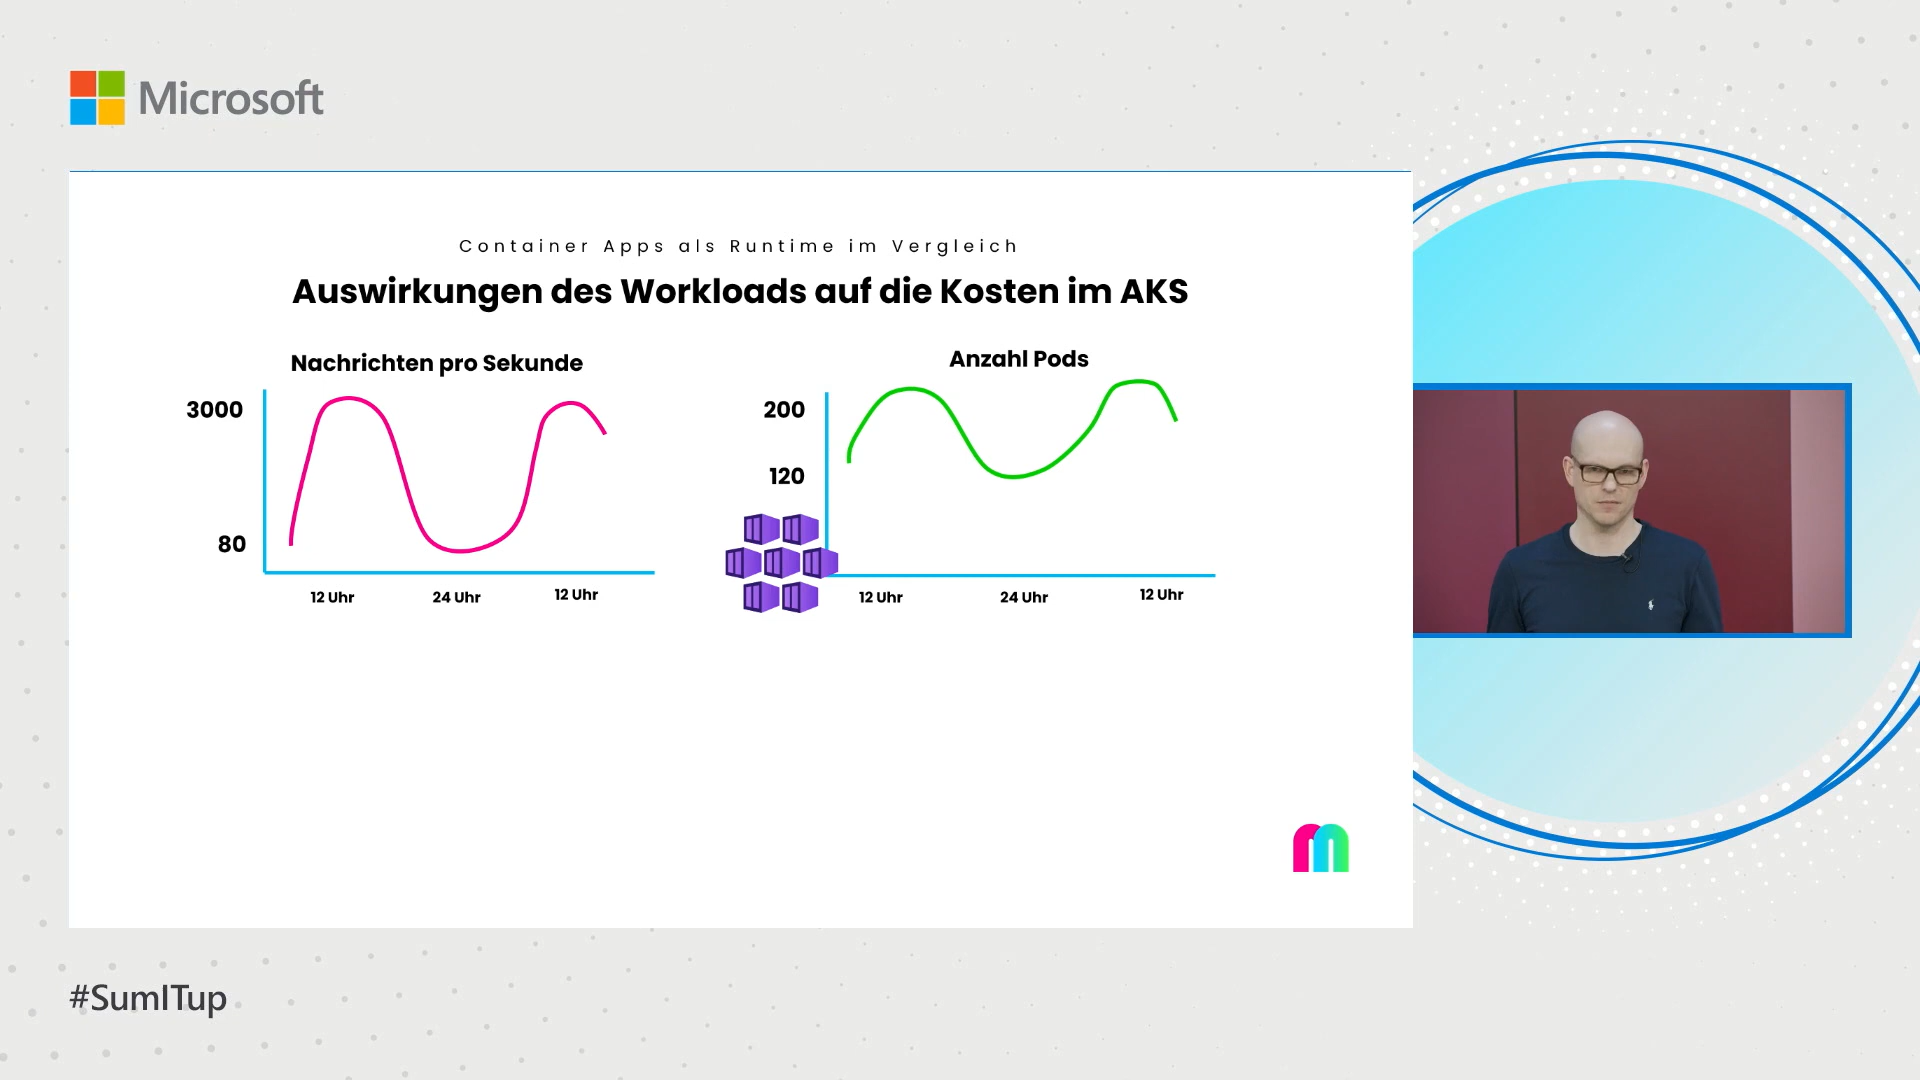 Microsoft
Container Apps als Runtime im Vergleich
Auswirkungen des Workloads auf die Kosten im AKS
Nachrichten pro Sekunde
3000
80
12 Uhr
24 Uhr
12 Uhr
Anzahl Pods
200
120
12 Uhr
24 Uhr
12 Uhr
#SumITup